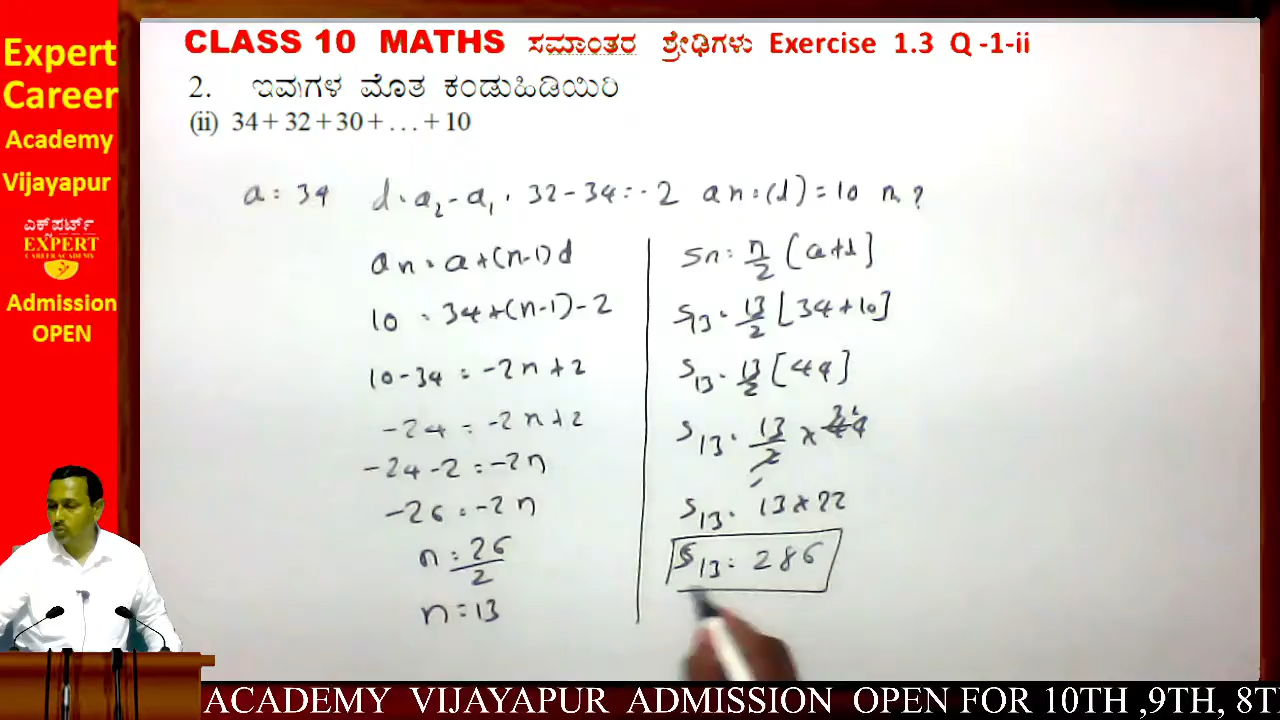 Expert
Career
Academy
Vijayapur
ಎಕ್ಸ್‌ಪರ್ಟ್
EXPERT
CAREER ACADEMY
Admission
OPEN
CLASS 10 MATHS ಸಮಾಂತರ ಶ್ರೇಢಿಗಳು Exercise 1.3 Q -1-ii
2. ಇವುಗಳ ಮೊತ್ತ ಕಂಡುಹಿಡಿಯಿರಿ
(ii) 34 + 32 + 30 + . . . + 10
a = 34 d = a₂ - a₁ = 32 - 34 = -2 an = (l) = 10 n ?
an = a + (n-1) d
10 = 34 + (n-1) - 2
10 - 34 = -2n + 2
-24 = -2n + 2
-24 - 2 = -2n
-26 = -2n
n = 26/2
n = 13
Sn = n/2 [a + l]
S₁₃ = 13/2 [34 + 10]
S₁₃ = 13/2 [44]
S₁₃ = 13/2 × 44
S₁₃ = 13 × 22
S₁₃ = 286
ACADEMY VIJAYAPUR ADMISSION OPEN FOR 10TH ,9TH, 8T